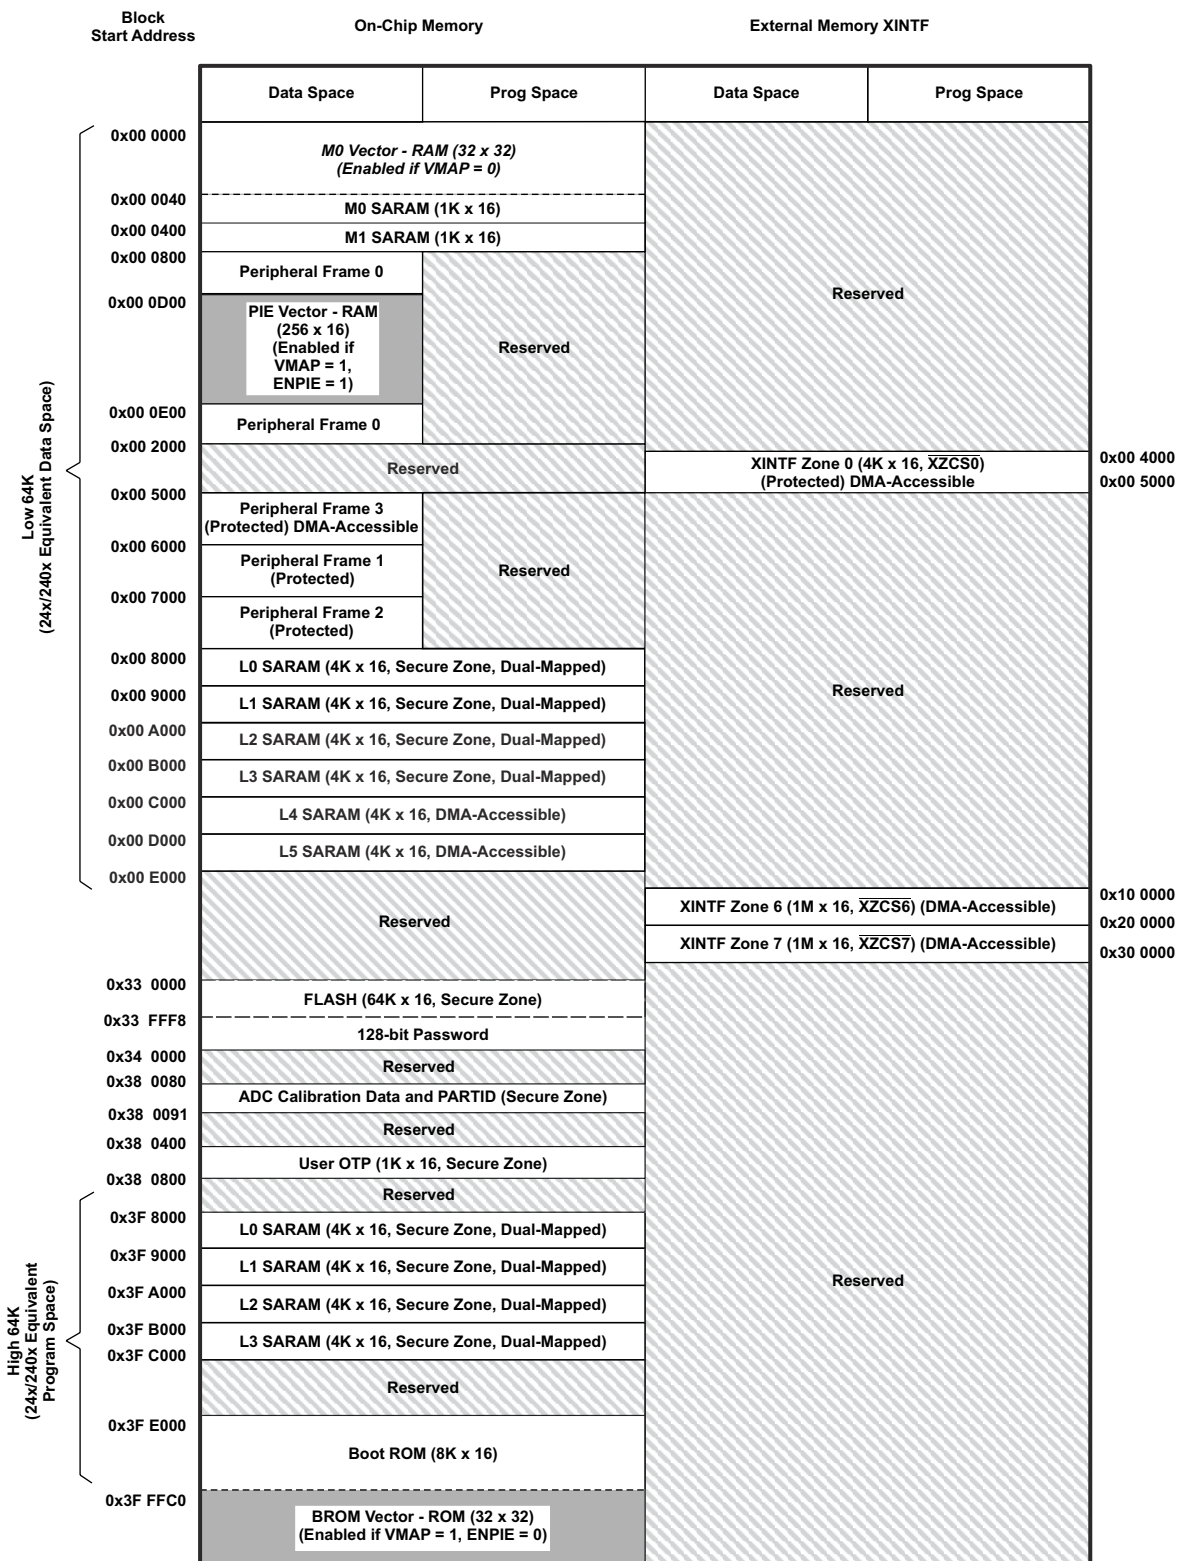 Block
Start Address
On-Chip Memory
External Memory XINTF
Data Space
Prog Space
Data Space
Prog Space
0x00 0000
M0 Vector - RAM (32 x 32)
(Enabled if VMAP = 0)
0x00 0040
M0 SARAM (1K x 16)
0x00 0400
M1 SARAM (1K x 16)
0x00 0800
Peripheral Frame 0
Reserved
0x00 0D00
PIE Vector - RAM
(256 x 16)
(Enabled if
VMAP = 1,
ENPIE = 1)
Reserved
0x00 0E00
Peripheral Frame 0
0x00 2000
Reserved
XINTF Zone 0 (4K x 16, XZCS0)
(Protected) DMA-Accessible
0x00 4000
0x00 5000
0x00 5000
Peripheral Frame 3
(Protected) DMA-Accessible
0x00 6000
Peripheral Frame 1
(Protected)
Reserved
0x00 7000
Peripheral Frame 2
(Protected)
Low 64K
(24x/240x Equivalent Data Space)
0x00 8000
L0 SARAM (4K x 16, Secure Zone, Dual-Mapped)
0x00 9000
L1 SARAM (4K x 16, Secure Zone, Dual-Mapped)
Reserved
0x00 A000
L2 SARAM (4K x 16, Secure Zone, Dual-Mapped)
0x00 B000
L3 SARAM (4K x 16, Secure Zone, Dual-Mapped)
0x00 C000
L4 SARAM (4K x 16, DMA-Accessible)
0x00 D000
L5 SARAM (4K x 16, DMA-Accessible)
0x00 E000
Reserved
XINTF Zone 6 (1M x 16, XZCS6) (DMA-Accessible)
0x10 0000
0x20 0000
XINTF Zone 7 (1M x 16, XZCS7) (DMA-Accessible)
0x30 0000
0x33 0000
FLASH (64K x 16, Secure Zone)
0x33 FFF8
128-bit Password
0x34 0000
Reserved
0x38 0080
ADC Calibration Data and PARTID (Secure Zone)
0x38 0091
Reserved
0x38 0400
User OTP (1K x 16, Secure Zone)
0x38 0800
Reserved
0x3F 8000
L0 SARAM (4K x 16, Secure Zone, Dual-Mapped)
0x3F 9000
L1 SARAM (4K x 16, Secure Zone, Dual-Mapped)
Reserved
0x3F A000
L2 SARAM (4K x 16, Secure Zone, Dual-Mapped)
0x3F B000
L3 SARAM (4K x 16, Secure Zone, Dual-Mapped)
0x3F C000
High 64K
(24x/240x Equivalent
Program Space)
Reserved
0x3F E000
Boot ROM (8K x 16)
0x3F FFC0
BROM Vector - ROM (32 x 32)
(Enabled if VMAP = 1, ENPIE = 0)